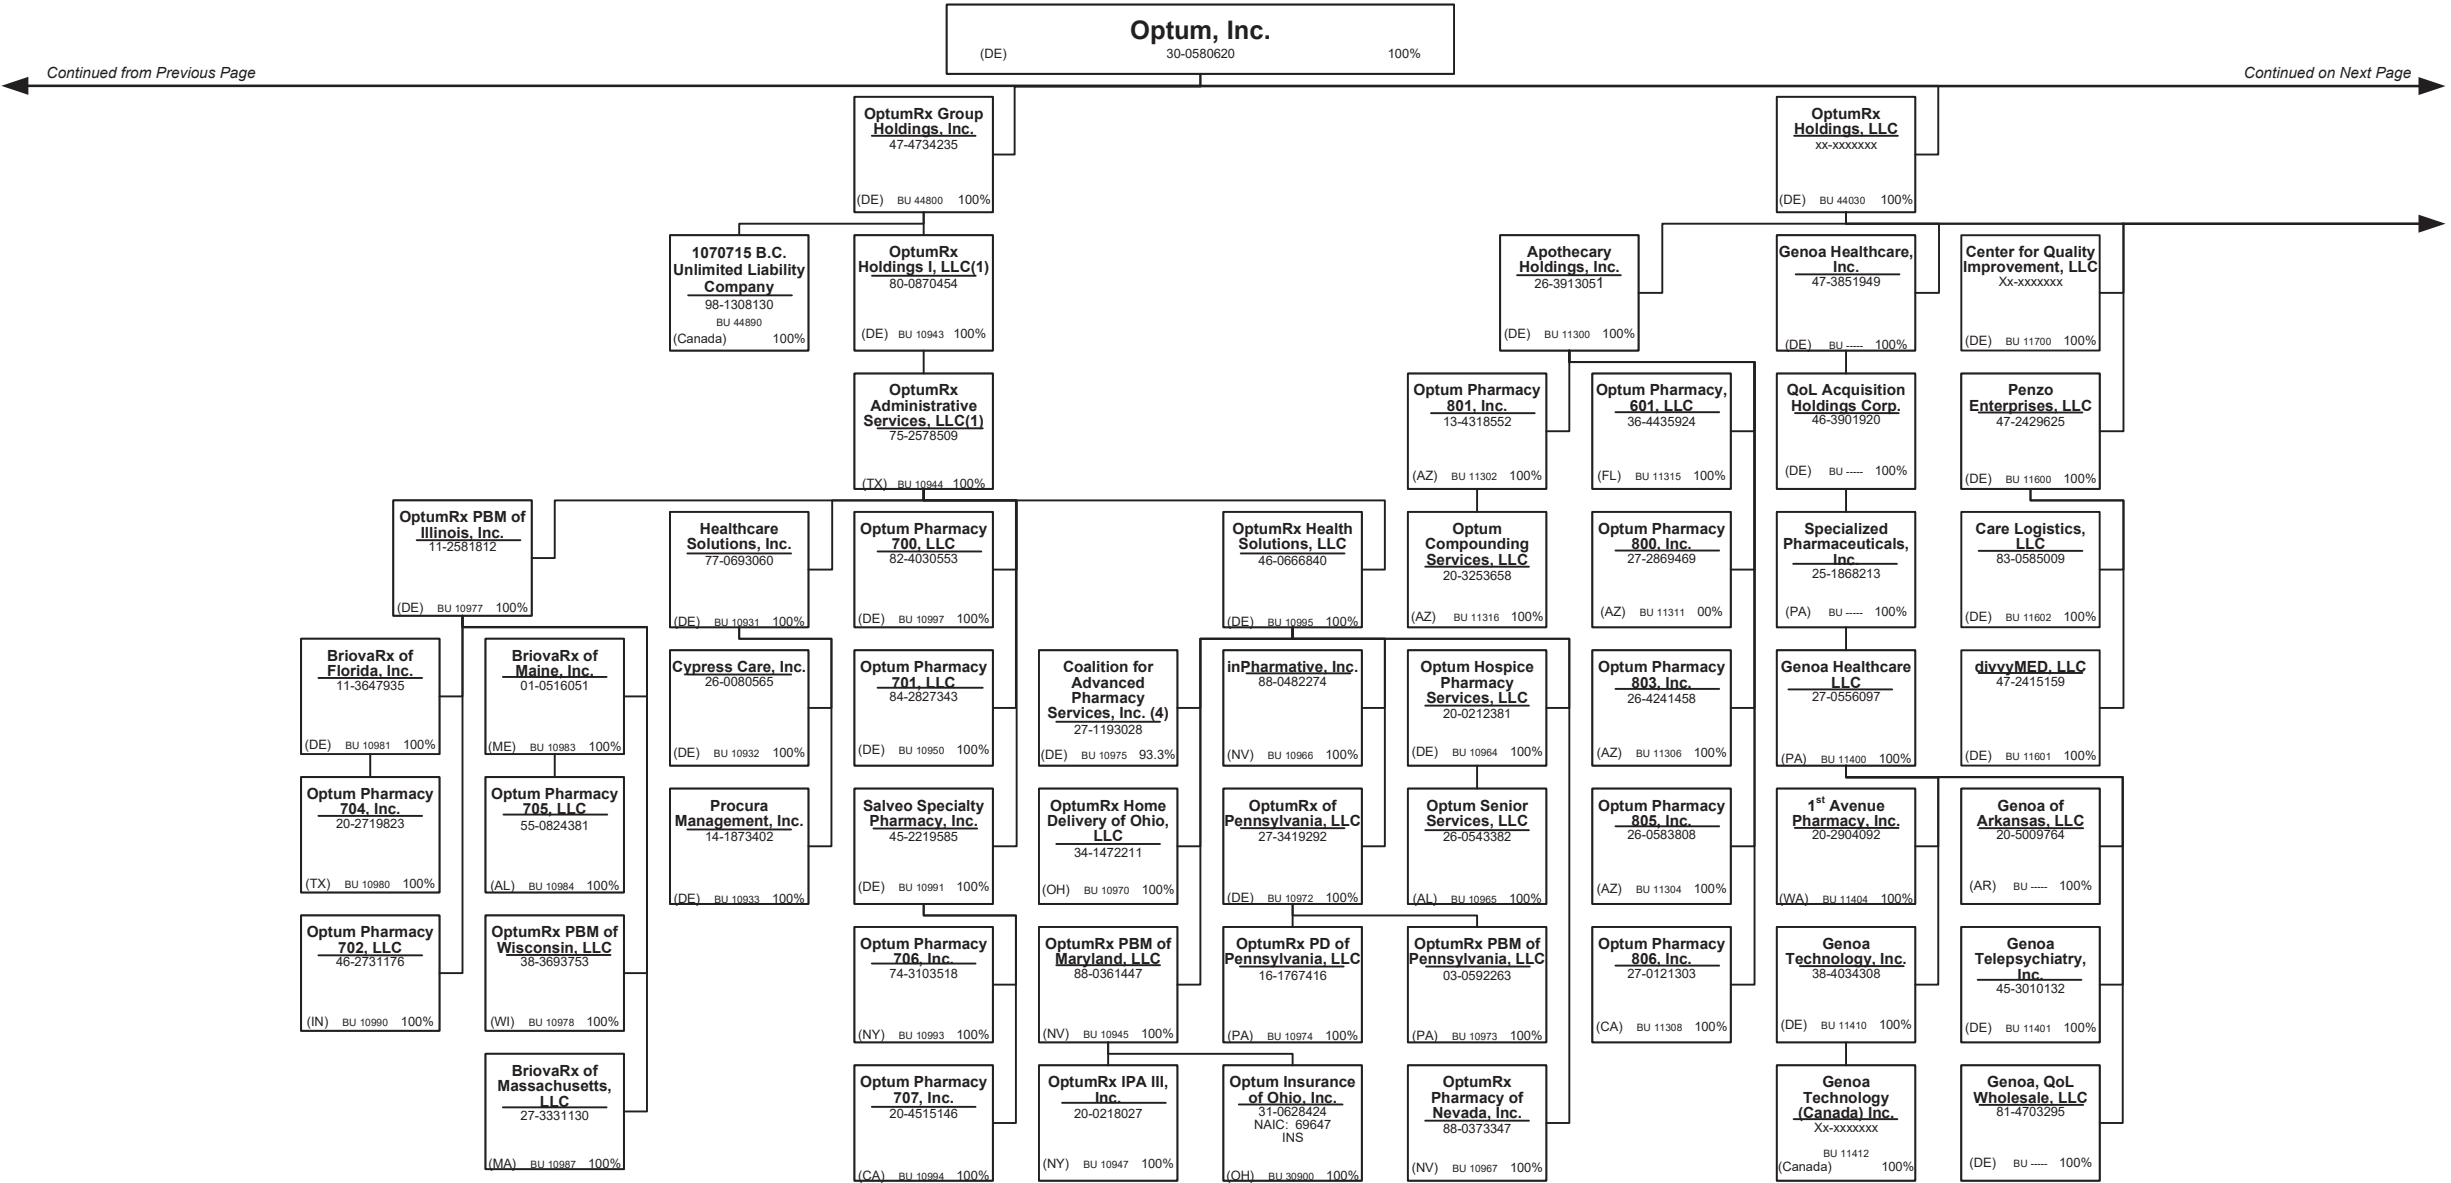 Optum, Inc.
(DE) 30-0580620 100%
Continued from Previous Page
Continued on Next Page
OptumRx Group
Holdings, Inc.
47-4734235
(DE) BU 44800 100%
OptumRx
Holdings, LLC
xx-xxxxxxx
(DE) BU 44030 100%
1070715 B.C.
Unlimited Liability
Company
98-1308130
BU 44890
(Canada) 100%
OptumRx
Holdings I, LLC(1)
80-0870454
(DE) BU 10943 100%
Apothecary
Holdings, Inc.
26-3913051
(DE) BU 11300 100%
Genoa Healthcare,
Inc.
47-3851949
(DE) BU ----- 100%
Center for Quality
Improvement, LLC
Xx-xxxxxxx
(DE) BU 11700 100%
OptumRx
Administrative
Services, LLC(1)
75-2578509
(TX) BU 10944 100%
Optum Pharmacy
801, Inc.
13-4318552
(AZ) BU 11302 100%
Optum Pharmacy,
601, LLC
36-4435924
(FL) BU 11315 100%
QoL Acquisition
Holdings Corp.
46-3901920
(DE) BU ----- 100%
Penzo
Enterprises, LLC
47-2429625
(DE) BU 11600 100%
OptumRx PBM of
Illinois, Inc.
11-2581812
(DE) BU 10977 100%
Healthcare
Solutions, Inc.
77-0693060
(DE) BU 10931 100%
Optum Pharmacy
700, LLC
82-4030553
(DE) BU 10997 100%
OptumRx Health
Solutions, LLC
46-0666840
(DE) BU 10995 100%
Optum
Compounding
Services, LLC
20-3253658
(AZ) BU 11316 100%
Optum Pharmacy
800, Inc.
27-2869469
(AZ) BU 11311 00%
Specialized
Pharmaceuticals,
Inc.
25-1868213
(PA) BU ----- 100%
Care Logistics,
LLC
83-0585009
(DE) BU 11602 100%
BriovaRx of
Florida, Inc.
11-3647935
(DE) BU 10981 100%
BriovaRx of
Maine, Inc.
01-0516051
(ME) BU 10983 100%
Cypress Care, Inc.
26-0080565
(DE) BU 10932 100%
Optum Pharmacy
701, LLC
84-2827343
(DE) BU 10950 100%
Coalition for
Advanced
Pharmacy
Services, Inc. (4)
27-1193028
(DE) BU 10975 93.3%
inPharmative, Inc.
88-0482274
(NV) BU 10966 100%
Optum Hospice
Pharmacy
Services, LLC
20-0212381
(DE) BU 10964 100%
Optum Pharmacy
803, Inc.
26-4241458
(AZ) BU 11306 100%
Genoa Healthcare
LLC
27-0556097
(PA) BU 11400 100%
divvyMED, LLC
47-2415159
(DE) BU 11601 100%
Optum Pharmacy
704, Inc.
20-2719823
(TX) BU 10980 100%
Optum Pharmacy
705, LLC
55-0824381
(AL) BU 10984 100%
Procura
Management, Inc.
14-1873402
(DE) BU 10933 100%
Salveo Specialty
Pharmacy, Inc.
45-2219585
(DE) BU 10991 100%
OptumRx Home
Delivery of Ohio,
LLC
34-1472211
(OH) BU 10970 100%
OptumRx of
Pennsylvania, LLC
27-3419292
(DE) BU 10972 100%
Optum Senior
Services, LLC
26-0543382
(AL) BU 10965 100%
Optum Pharmacy
805, Inc.
26-0583808
(AZ) BU 11304 100%
1st Avenue
Pharmacy, Inc.
20-2904092
(WA) BU 11404 100%
Genoa of
Arkansas, LLC
20-5009764
(AR) BU ----- 100%
Optum Pharmacy
702, LLC
46-2731176
(IN) BU 10990 100%
OptumRx PBM of
Wisconsin, LLC
38-3693753
(WI) BU 10978 100%
Optum Pharmacy
706, Inc.
74-3103518
(NY) BU 10993 100%
OptumRx PBM of
Maryland, LLC
88-0361447
(NV) BU 10945 100%
OptumRx PD of
Pennsylvania, LLC
16-1767416
(PA) BU 10974 100%
OptumRx PBM of
Pennsylvania, LLC
03-0592263
(PA) BU 10973 100%
Optum Pharmacy
806, Inc.
27-0121303
(CA) BU 11308 100%
Genoa
Technology, Inc.
38-4034308
(DE) BU 11410 100%
Genoa
Telepsychiatry,
Inc.
45-3010132
(DE) BU 11401 100%
BriovaRx of
Massachusetts,
LLC
27-3331130
(MA) BU 10987 100%
Optum Pharmacy
707, Inc.
20-4515146
(CA) BU 10994 100%
OptumRx IPA III,
Inc.
20-0218027
(NY) BU 10947 100%
Optum Insurance
of Ohio, Inc.
31-0628424
NAIC: 69647
INS
(OH) BU 30900 100%
OptumRx
Pharmacy of
Nevada, Inc.
88-0373347
(NV) BU 10967 100%
Genoa
Technology
(Canada) Inc.
Xx-xxxxxxx
BU 11412
(Canada) 100%
Genoa, QoL
Wholesale, LLC
81-4703295
(DE) BU ----- 100%